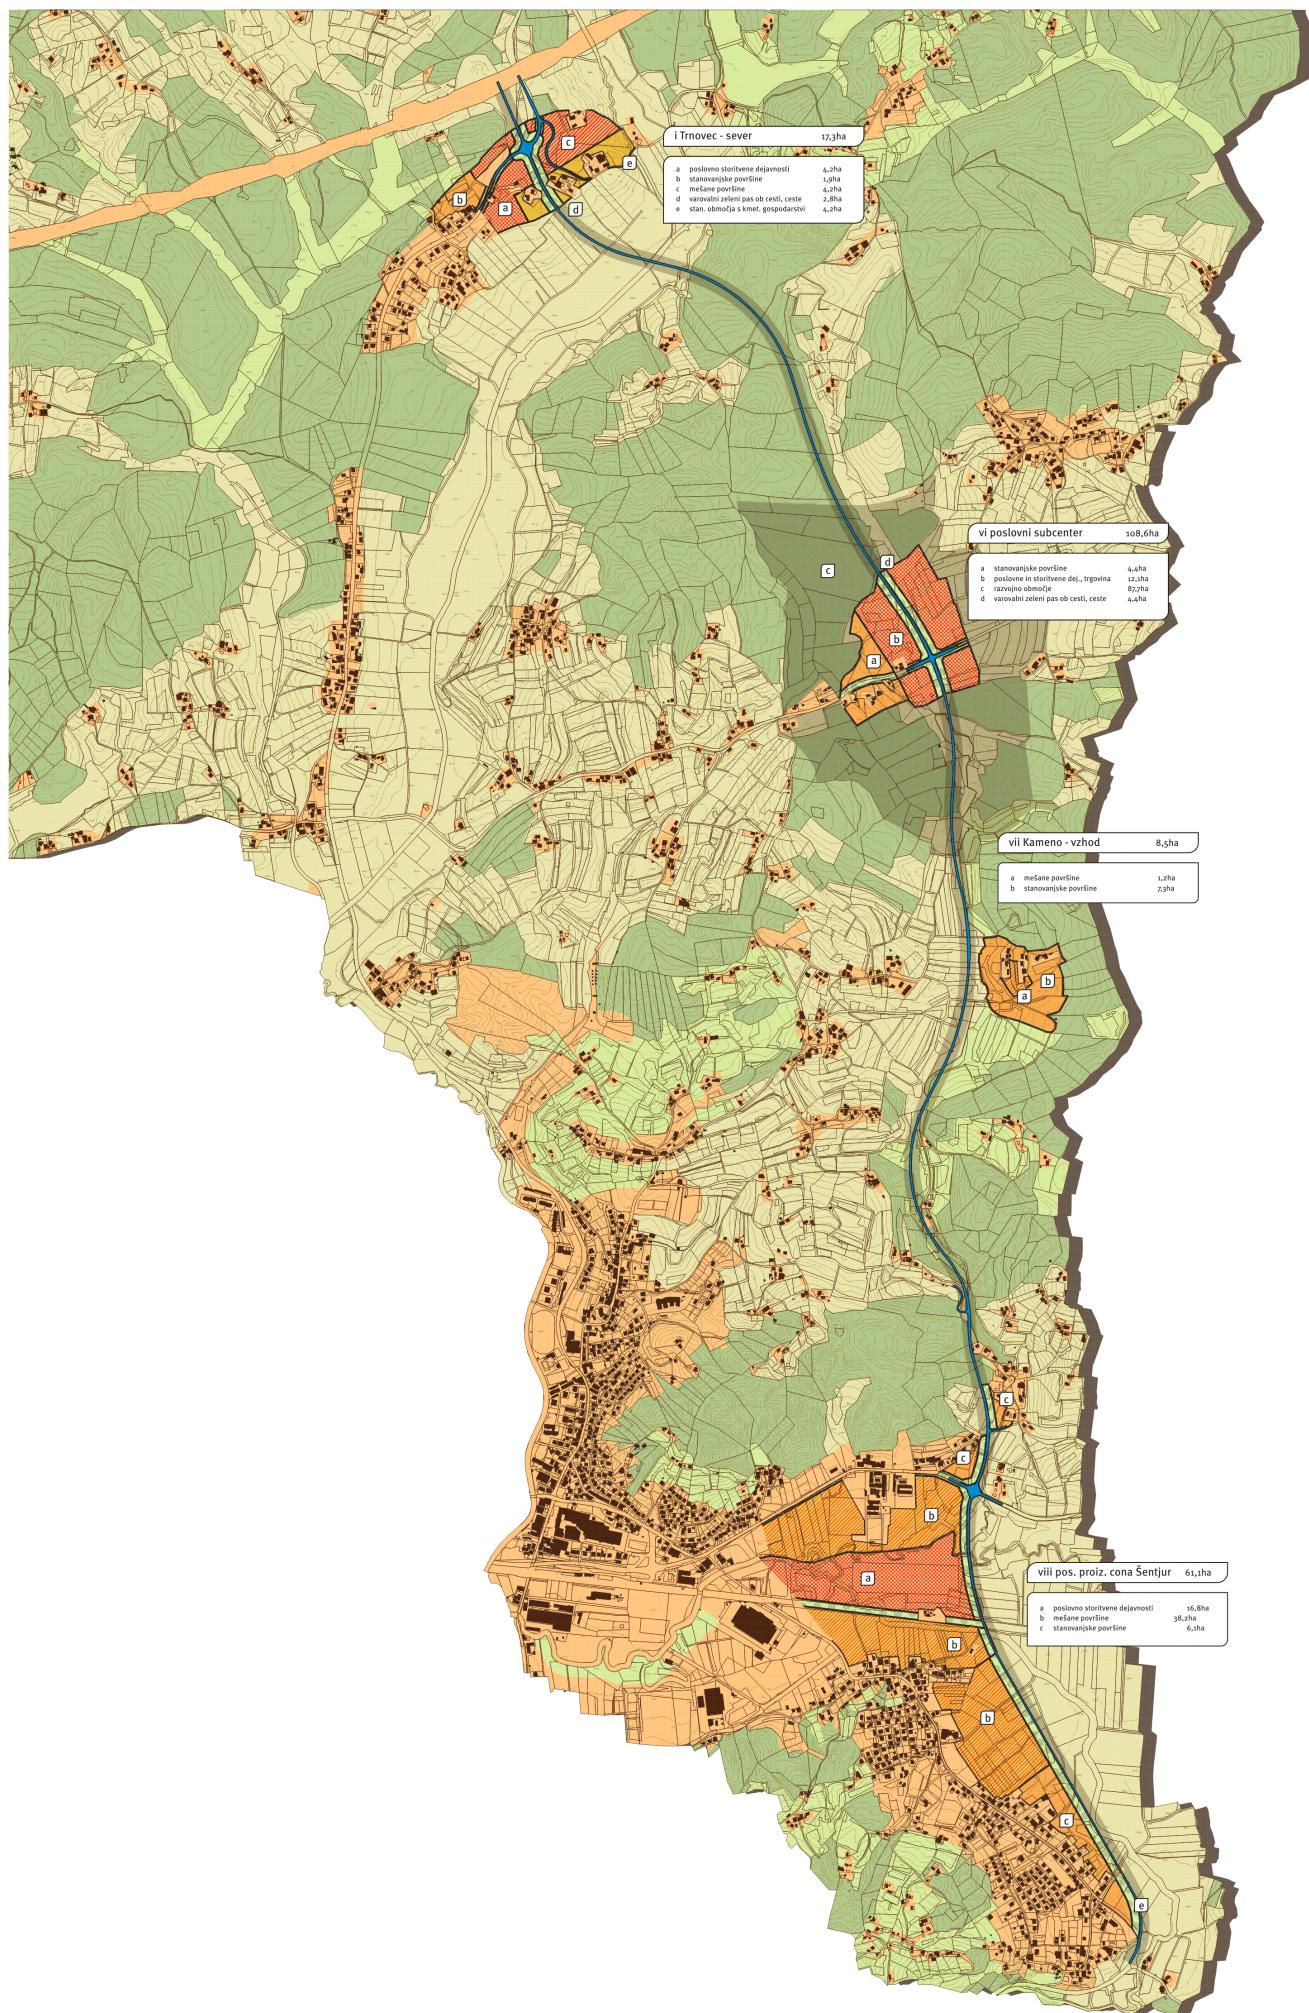 i Trnovec - sever 17,3ha
a poslovno storitvene dejavnosti 4,2ha
b stanovanjske površine 1,9ha
c mešane površine 4,2ha
d varovalni zeleni pas ob cesti, ceste 2,8ha
e stan. območja s kmet. gospodarstvi 4,2ha
c
e
b
a
d
vi poslovni subcenter 108,6ha
a stanovanjske površine 4,4ha
b poslovne in storitvene dej., trgovina 12,1ha
c razvojno območje 87,7ha
d varovalni zeleni pas ob cesti, ceste 4,4ha
d
c
b
a
vii Kameno - vzhod 8,5ha
a mešane površine 1,2ha
b stanovanjske površine 7,3ha
b
a
c
c
b
viii pos. proiz. cona Šentjur 61,1ha
a poslovno storitvene dejavnosti 16,8ha
b mešane površine 38,2ha
c stanovanjske površine 6,1ha
a
b
b
c
e